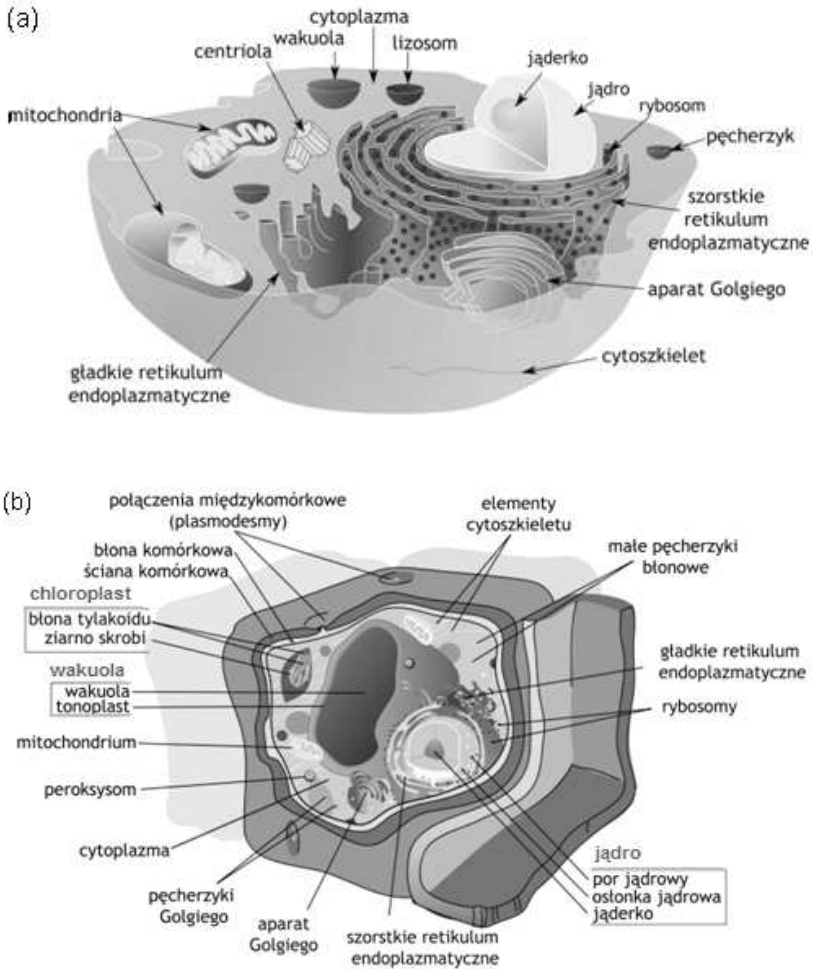 (a)
cytoplazma
wakuola
lizosom
centriola
jąderko
jądro
rybosom
mitochondria
pęcherzyk
szorstkie
retikulum
endoplazmatyczne
aparat Golgiego
cytoszkielet
gładkie retikulum
endoplazmatyczne
(b)
połączenia międzykomórkowe
(plasmodesmy)
elementy
cytoszkieletu
błona komórkowa
ściana komórkowa
małe pęcherzyki
błonowe
chloroplast
błona tylakoidu
ziarno skrobi
gładkie retikulum
endoplazmatyczne
wakuola
wakuola
tonoplast
rybosomy
mitochondrium
peroksysom
cytoplazma
jądro
por jądrowy
osłonka jądrowa
jąderko
pęcherzyki
Golgiego
aparat
Golgiego
szorstkie retikulum
endoplazmatyczne